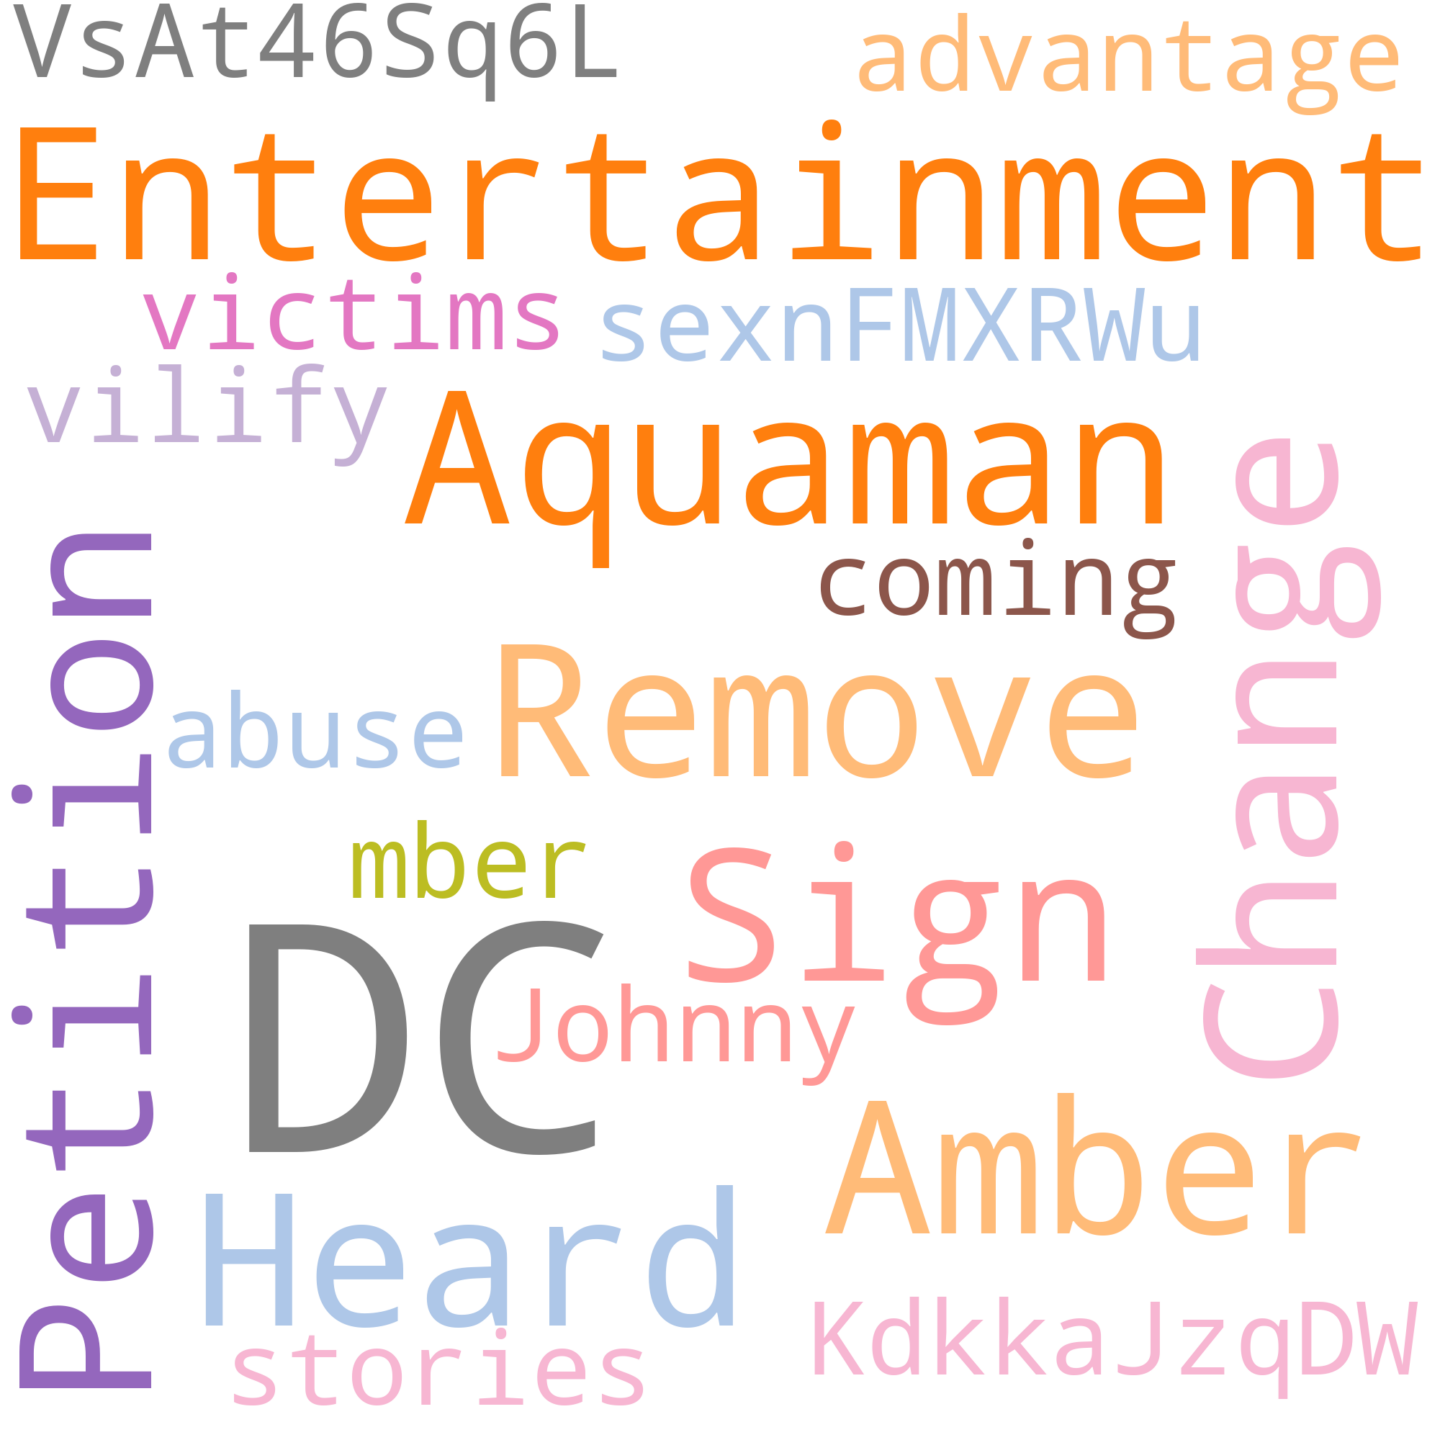 VsAt46Sq6L
advantage
Entertainment
victims
sexnFMXRWu
vilify
Aquaman
coming
Petition
Change
Remove
abuse
mber
Sign
DC
Johnny
Amber
Heard
KdkkaJzqDW
stories